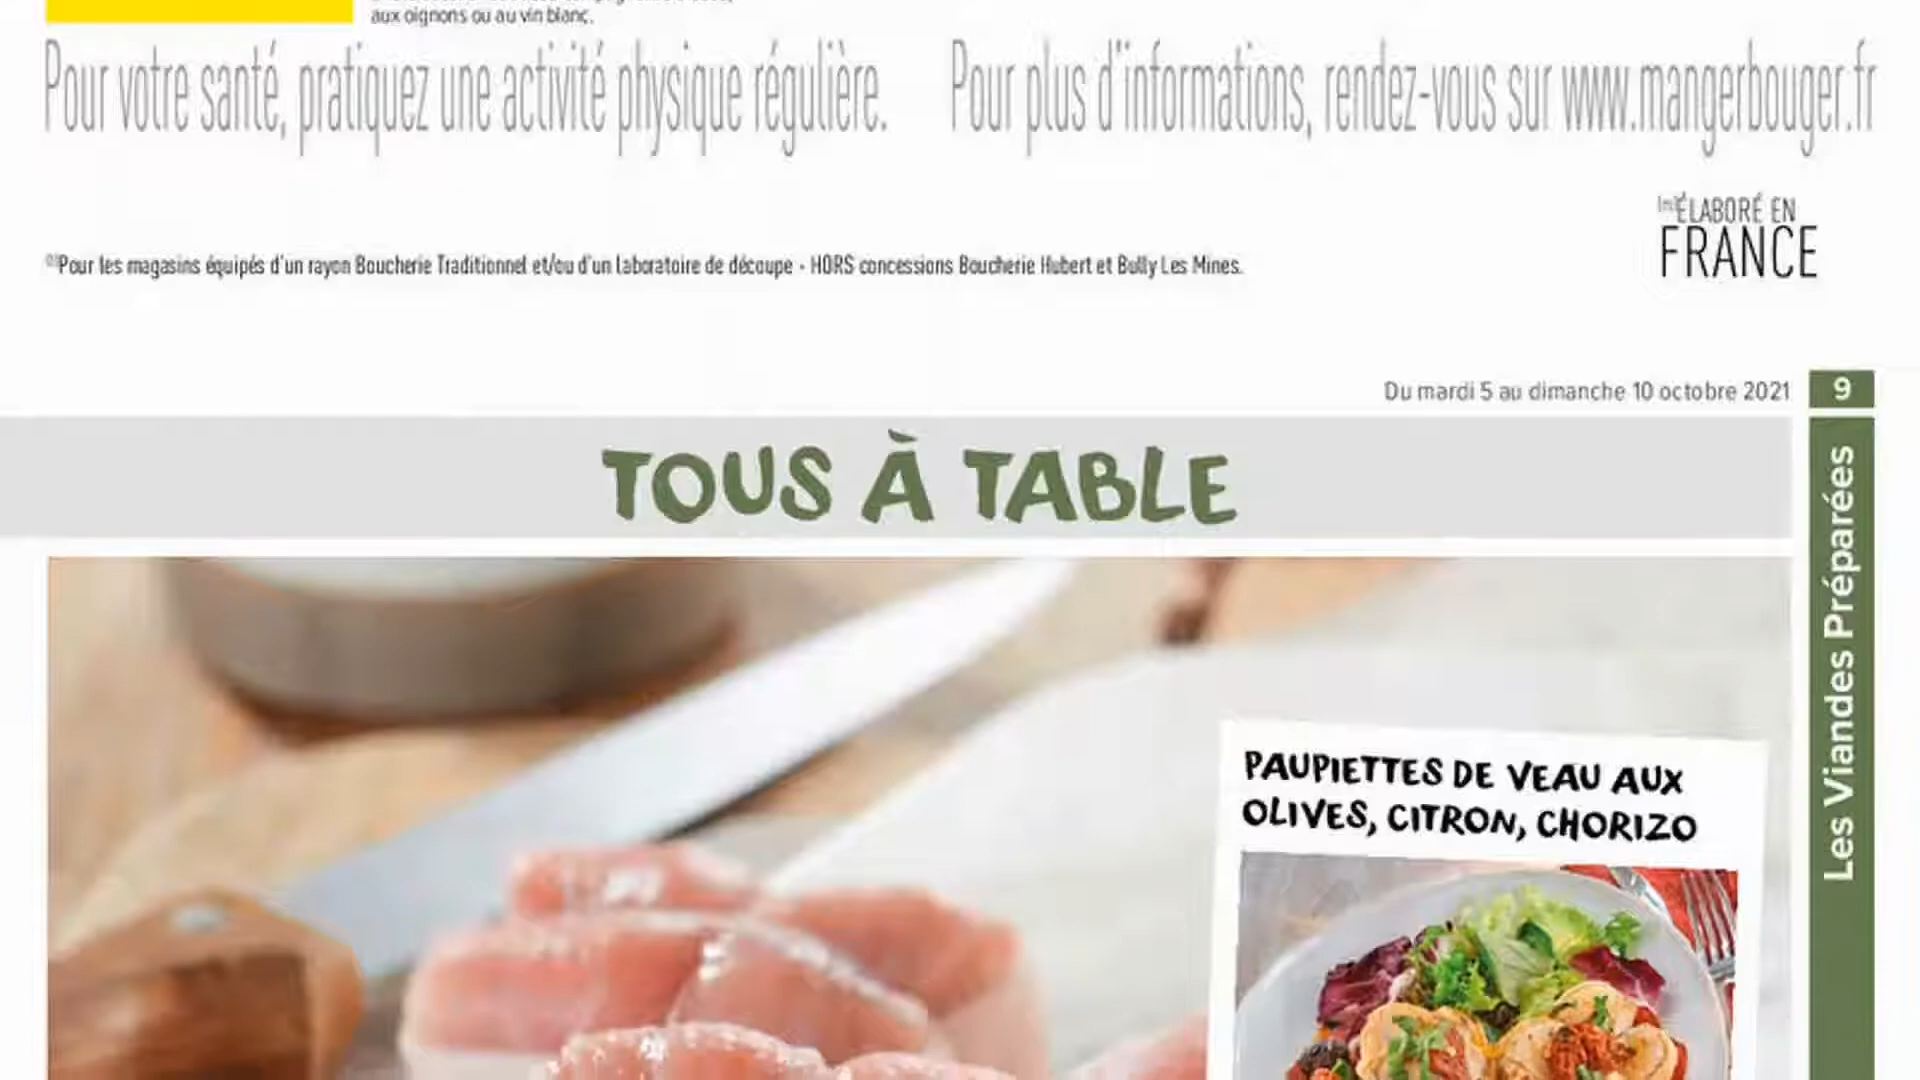 aux oignons ou au vin blanc.
Pour votre santé, pratiquez une activité physique régulière. Pour plus d'informations, rendez-vous sur www.mangerbouger.fr
ÉLABORÉ EN
FRANCE
Pour les magasins équipés d'un rayon Boucherie Traditionnel et/ou d'un laboratoire de découpe - HORS concessions Boucherie Hubert et Bully Les Mines.
Du mardi 5 au dimanche 10 octobre 2021 9
TOUS À TABLE
Les Viandes Préparées
PAUPIETTES DE VEAU AUX
OLIVES, CITRON, CHORIZO